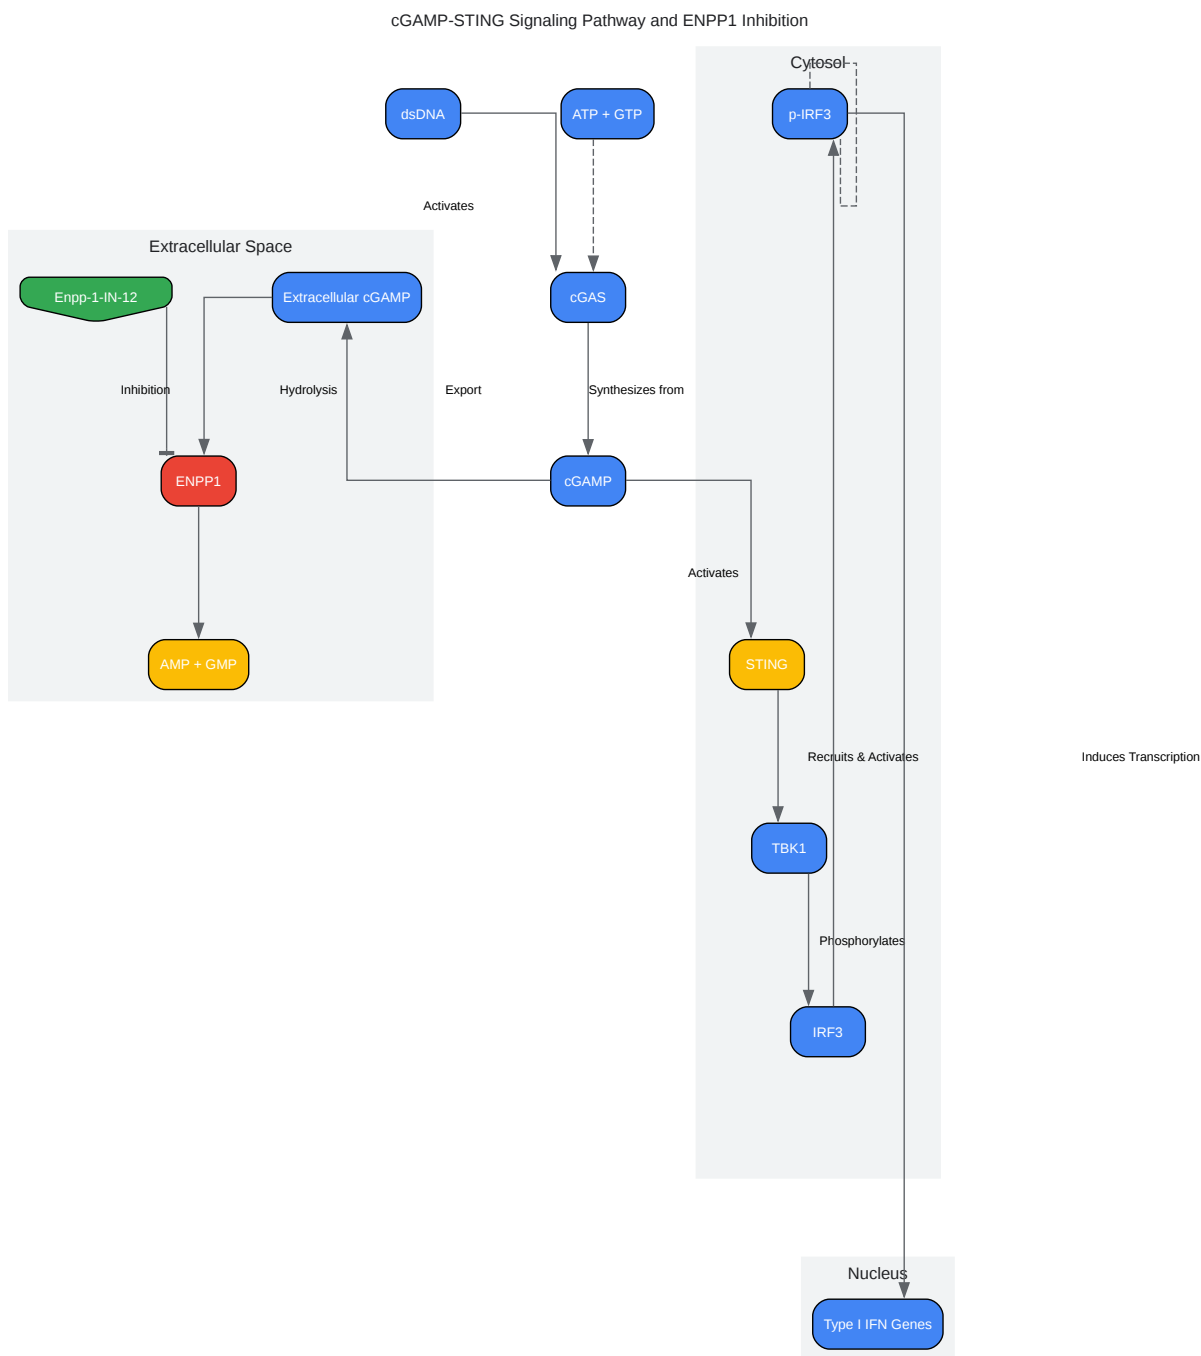 cGAMP-STING Signaling Pathway and ENPP1 Inhibition
Cytosol
dsDNA
ATP + GTP
p-IRF3
Activates
Extracellular Space
Enpp-1-IN-12
Extracellular cGAMP
cGAS
Inhibition
Hydrolysis
Export
Synthesizes from
ENPP1
cGAMP
Activates
AMP + GMP
STING
Recruits & Activates
Induces Transcription
TBK1
Phosphorylates
IRF3
Nucleus
Type I IFN Genes